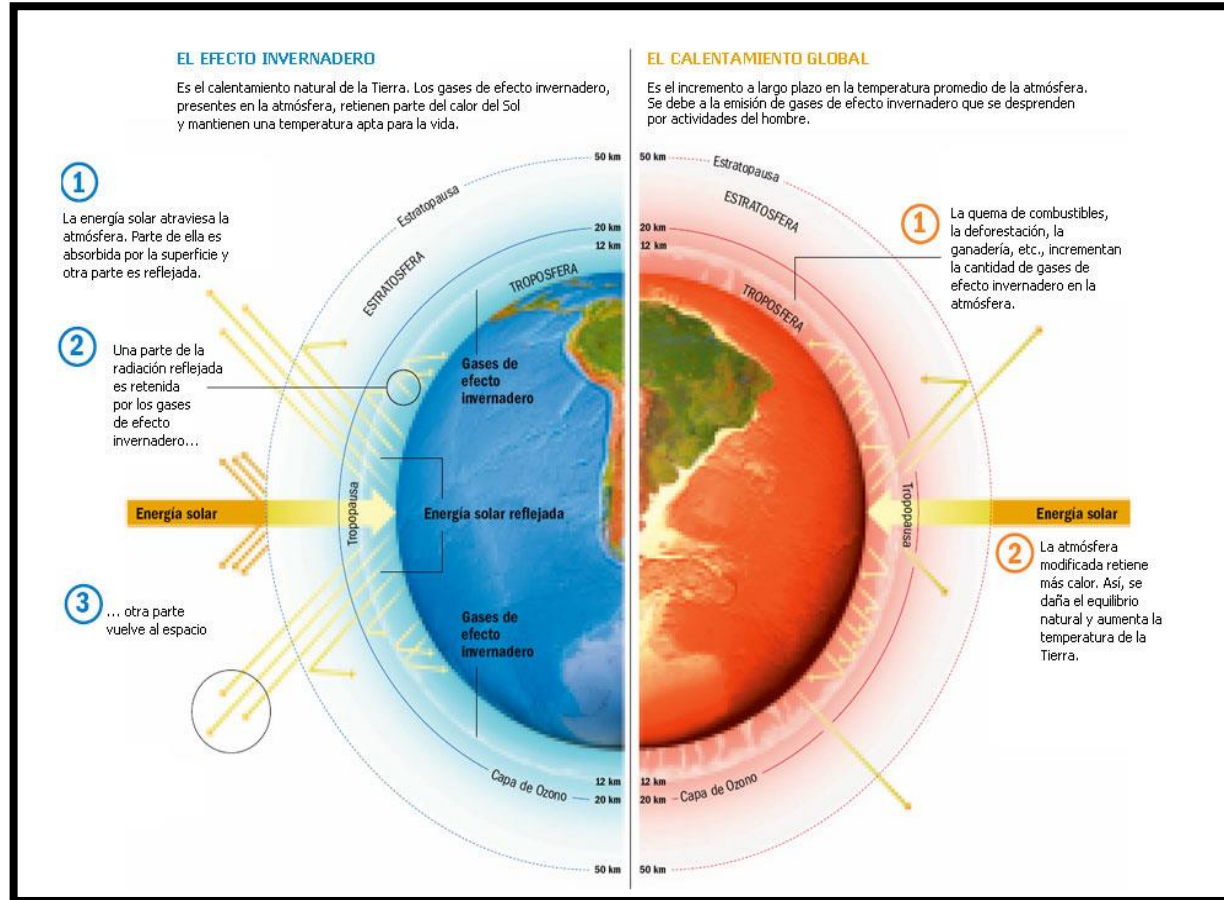 EL EFECTO INVERNADERO
Es el calentamiento natural de la Tierra. Los gases de efecto invernadero,
presentes en la atmósfera, retienen parte del calor del Sol
y mantienen una temperatura apta para la vida.
1
La energía solar atraviesa la
atmósfera. Parte de ella es
absorbida por la superficie y
otra parte es reflejada.
2
Una parte de la
radiación reflejada
es retenida
por los gases
de efecto
invernadero...
Energía solar
3
... otra parte
vuelve al espacio
50 km
Estratopausa
20 km
12 km
ESTRATOSFERA
TROPOSFERA
Gases de
efecto
invernadero
Tropopausa
Energía solar reflejada
Gases de
efecto
invernadero
Capa de Ozono
12 km
20 km
50 km
EL CALENTAMIENTO GLOBAL
Es el incremento a largo plazo en la temperatura promedio de la atmósfera.
Se debe a la emisión de gases de efecto invernadero que se desprenden
por actividades del hombre.
50 km
Estratopausa
ESTRATOSFERA
20 km
12 km
TROPOSFERA
1
La quema de combustibles,
la deforestación, la
ganadería, etc., incrementan
la cantidad de gases de
efecto invernadero en la
atmósfera.
Tropopausa
Energía solar
2
La atmósfera
modificada retiene
más calor. Así, se
daña el equilibrio
natural y aumenta la
temperatura de la
Tierra.
12 km
20 km
Capa de Ozono
50 km